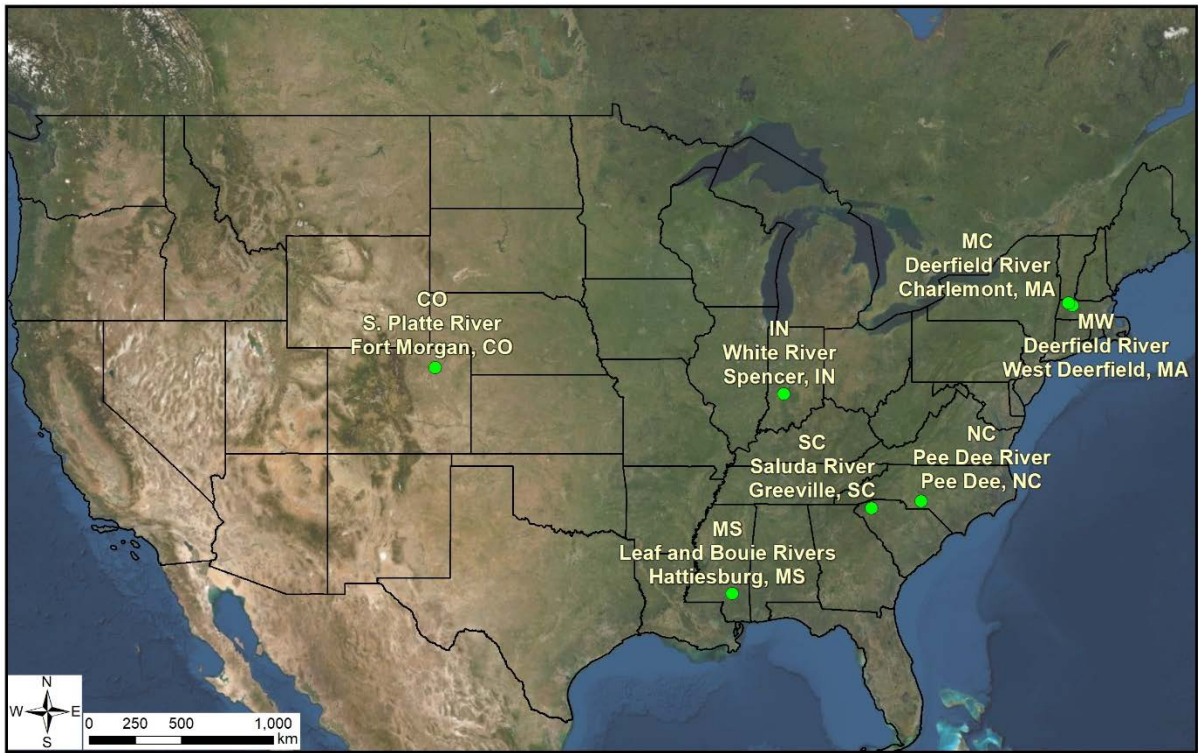 MC
Deerfield River
Charlemont, MA
MW
Deerfield River
West Deerfield, MA
CO
S. Platte River
Fort Morgan, CO
IN
White River
Spencer, IN
NC
Pee Dee River
Pee Dee, NC
SC
Saluda River
Greeville, SC
MS
Leaf and Bouie Rivers
Hattiesburg, MS
N
W E
S
0 250 500 1,000
km